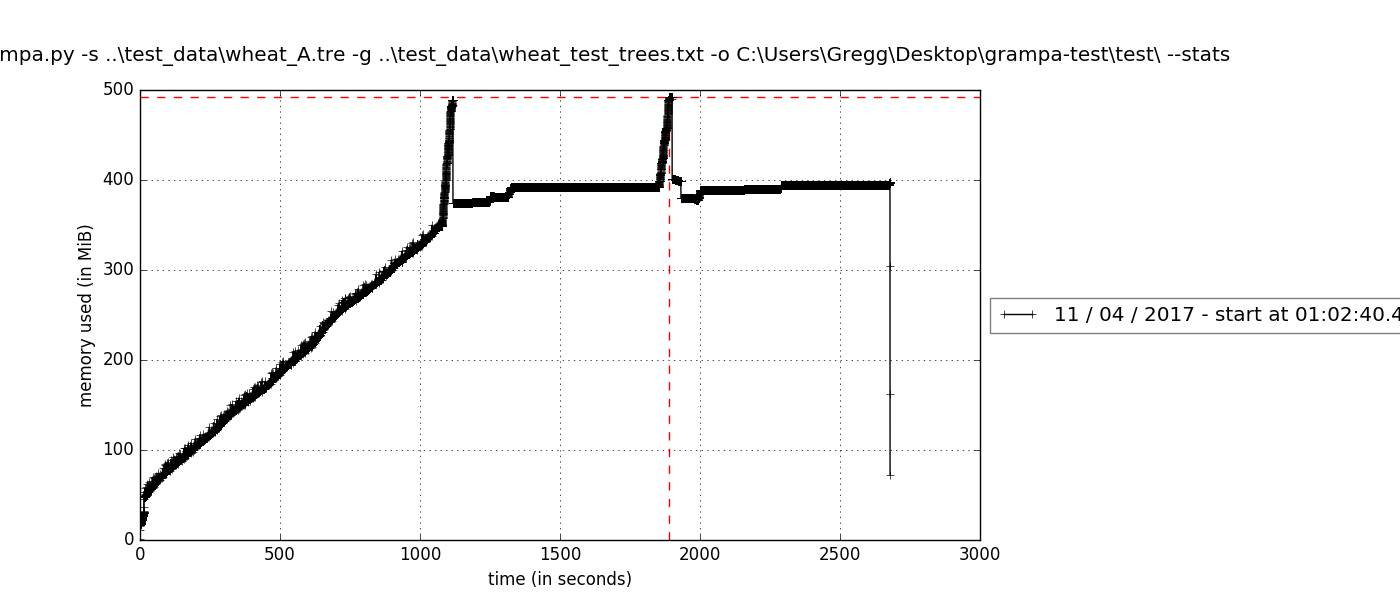 mpa.py -s ..\test_data\wheat_A.tre -g ..\test_data\wheat_test_trees.txt -o C:\Users\Gregg\Desktop\grampa-test\test\ --stats
500
400
300
200
100
0
memory used (in MiB)
0 500 1000 1500 2000 2500 3000
time (in seconds)
11 / 04 / 2017 - start at 01:02:40.4